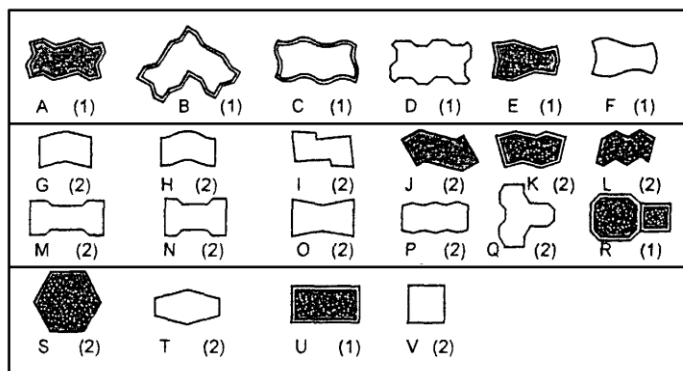 A (1) B (1) C (1) D (1) E (1) F (1)
G (2) H (2) I (2) J (2) K (2) L (2)
M (2) N (2) O (2) P (2) Q (2) R (1)
S (2) T (2) U (1) V (2)